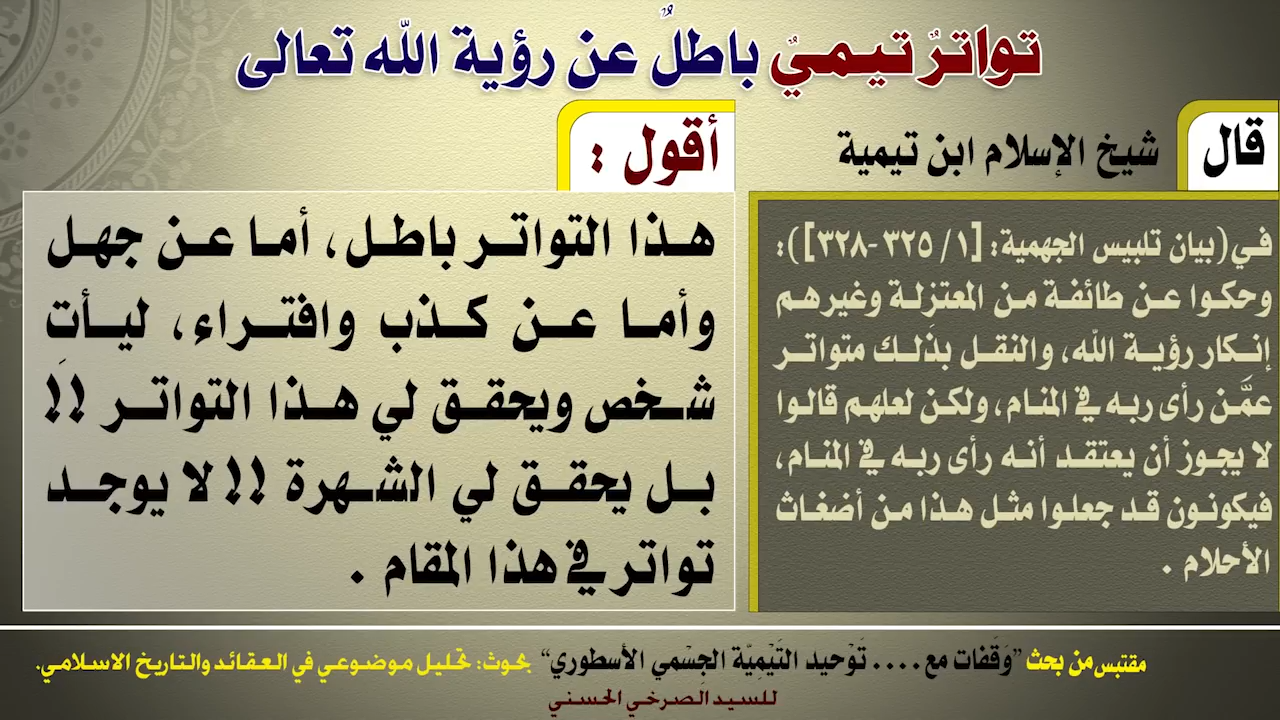 تواترٌ تيميٌ باطلٌ عن رؤية الله تعالى
قال
شيخ الإسلام ابن تيمية
في (بيان تلبيس الجهمية: [١/ ٣٢٥-٣٢٨]):
وحكوا عن طائفة من المعتزلة وغيرهم
إنكار رؤية الله، والنقل بذلك متواتر
عمَّن رأى ربه في المنام، ولكن لعلهم قالوا
لا يجوز أن يعتقد أنه رأى ربه في المنام،
فيكونون قد جعلوا مثل هذا من أضغاث
الأحلام .
أقول :
هذا التواتر باطل، أما عن جهل
وأما عن كذب وافتراء، ليأتِ
شخص ويحقق لي هذا التواتر !!
بل يحقق لي الشهرة !! لا يوجد
تواتر في هذا المقام .
مقتبس من بحث "وَقَفات مع.... تَوْحيد التَيْمِيّة الجِسْمي الأسطوري" بحوث: تحليل موضوعي في العقائد والتاريخ الاسلامي.
للسيد الصرخي الحسني